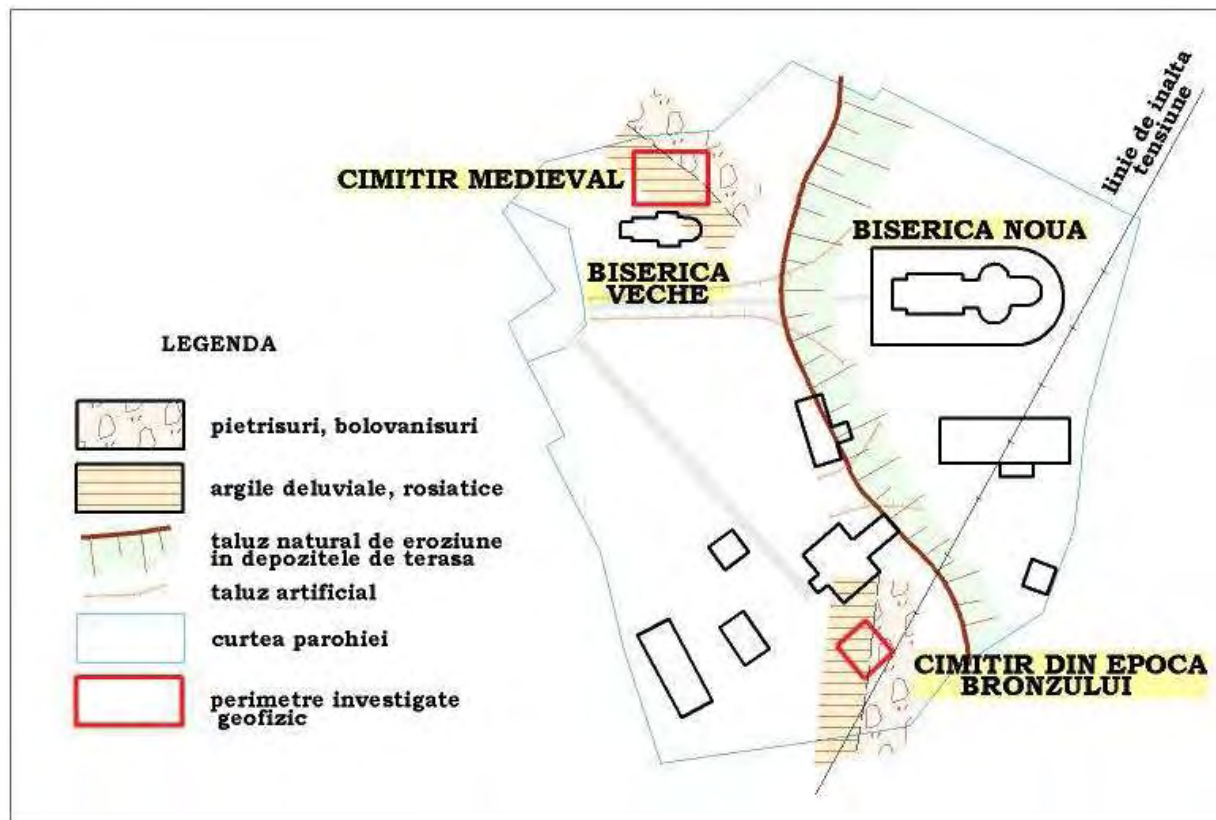 linie de inalta
tensiune
CIMITIR MEDIEVAL
BISERICA NOUA
BISERICA
VECHE
LEGENDA
pietrisuri, bolovanisuri
argile deluviale, rosiatice
taluz natural de eroziune
in depozitele de terasa
taluz artificial
curtea parohiei
perimetre investigate
geofizic
CIMITIR DIN EPOCA
BRONZULUI